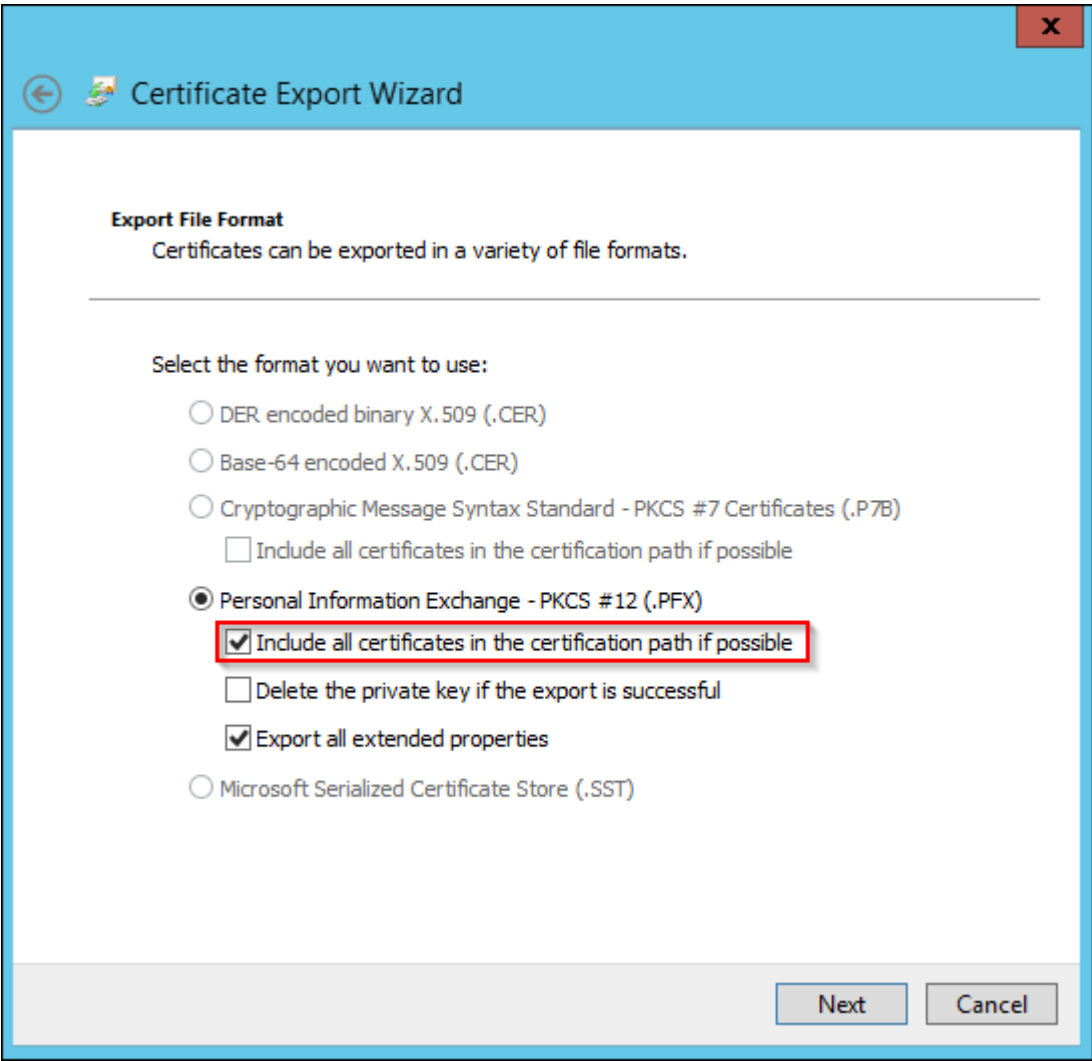 x
Certificate Export Wizard
Export File Format
Certificates can be exported in a variety of file formats.
Select the format you want to use:
DER encoded binary X.509 (.CER)
Base-64 encoded X.509 (.CER)
Cryptographic Message Syntax Standard - PKCS #7 Certificates (.P7B)
Include all certificates in the certification path if possible
Personal Information Exchange - PKCS #12 (.PFX)
Include all certificates in the certification path if possible
Delete the private key if the export is successful
Export all extended properties
Microsoft Serialized Certificate Store (.SST)
Next Cancel